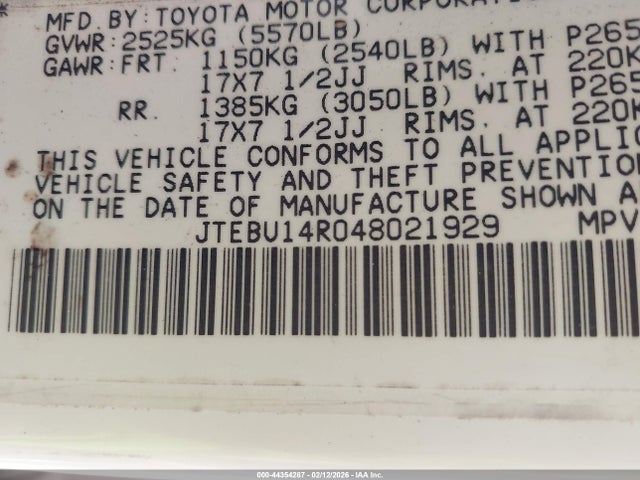 MFD.BY:TOYOTA MOTOR CORPORATION
GVWR:2525KG (5570LB)
GAWR:FRT. 1150KG (2540LB) WITH P265
17X7 1/2JJ RIMS. AT 220K
RR. 1385KG (3050LB) WITH P265
17X7 1/2JJ RIMS. AT 220K
THIS VEHICLE CONFORMS TO ALL APPLIC
VEHICLE SAFETY AND THEFT PREVENTION
ON THE DATE OF MANUFACTURE SHOWN A
JTEBU14R048021929 MPV
000-44354287 - 02/12/2026 - IAA Inc.